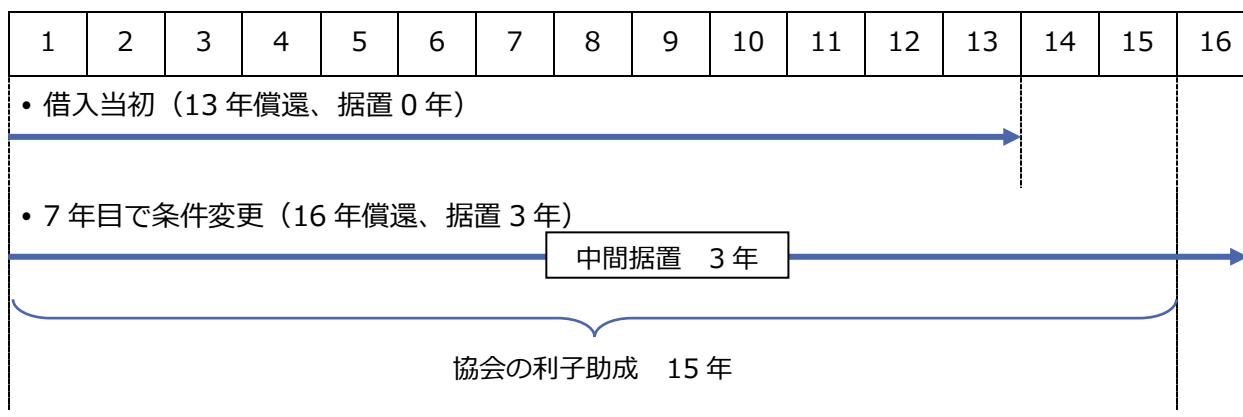 1 2 3 4 5 6 7 8 9 10 11 12 13 14 15 16
• 借入当初（13 年償還、据置 0 年）
• 7 年目で条件変更（16 年償還、据置 3 年）
中間据置　3 年
協会の利子助成　15 年